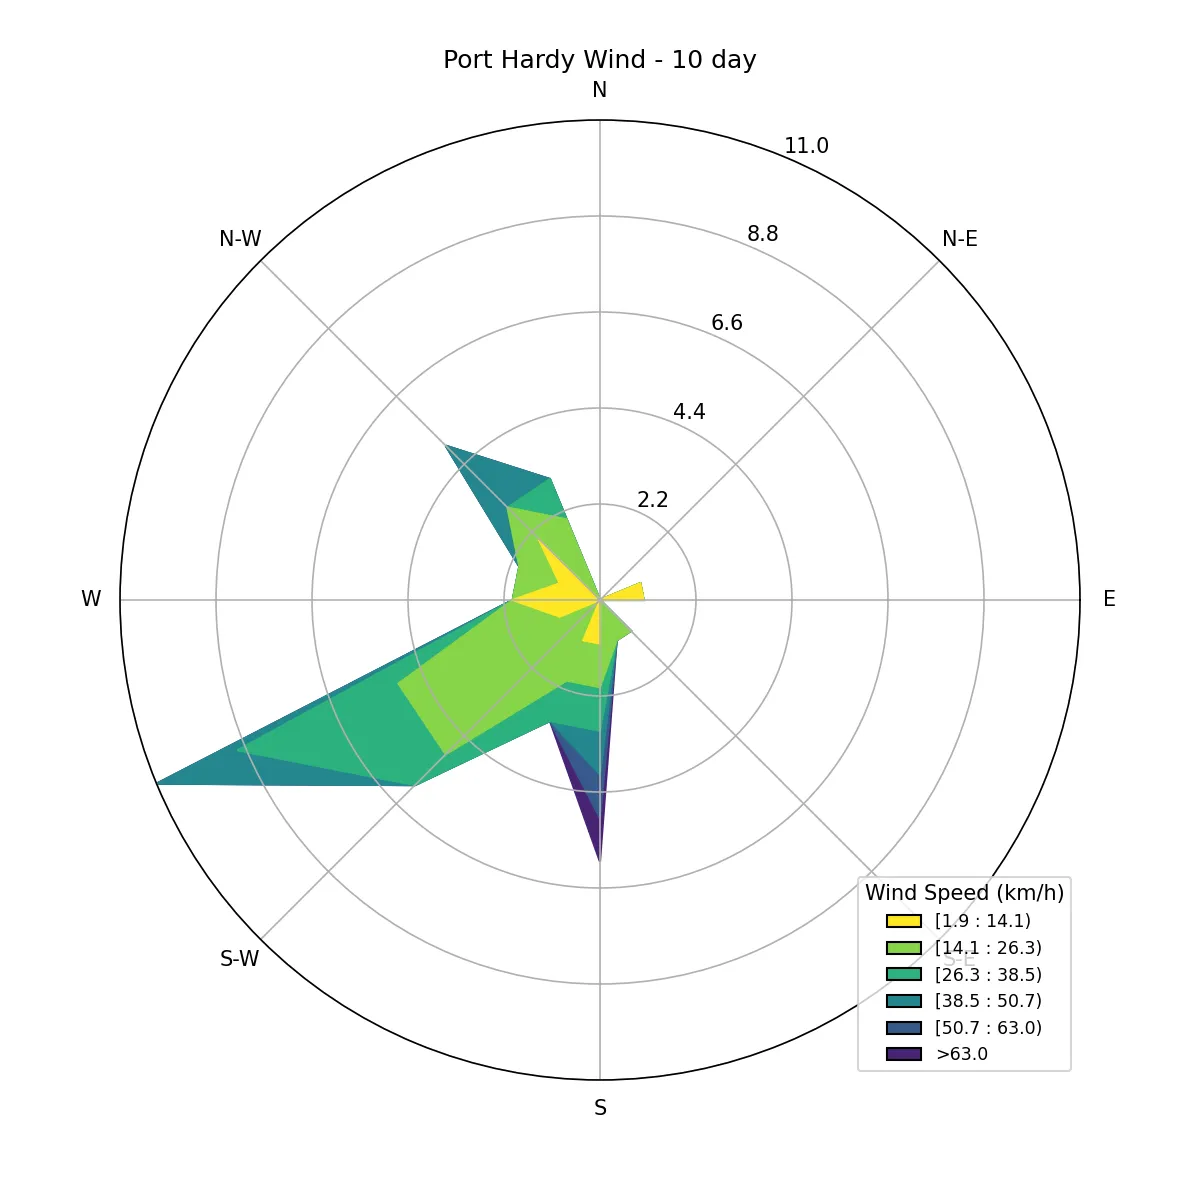 Port Hardy Wind - 10 day
N
11.0
N-W
N-E
8.8
6.6
4.4
2.2
W
E
Wind Speed (km/h)
[1.9 : 14.1)
[14.1 : 26.3)
S-W
S-E
[26.3 : 38.5)
[38.5 : 50.7)
[50.7 : 63.0)
>63.0
S